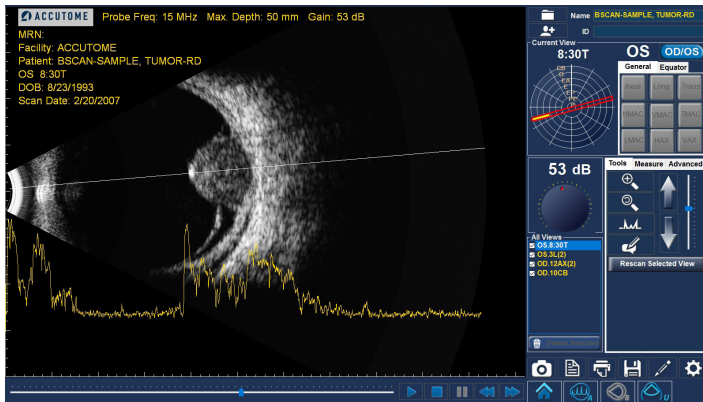 ACCUTOME Probe Freq: 15 MHz Max. Depth: 50 mm Gain: 53 dB
MRN:
Facility: ACCUTOME
Patient: BSCAN-SAMPLE, TUMOR-RD
OS 8:30T
DOB: 8/23/1993
Scan Date: 2/20/2007
Name BSCAN-SAMPLE, TUMOR-RD
ID
Current View
8:30T
OS OD/OS
General Equator
Axial Long Trans
HMAC VMAC TMAC
LMAC HAX VAX
53 dB
Tools Measure Advanced
All Views
OS.8:30T
OS.3L(2)
OD.12AX(2)
OD.10CB
Rescan Selected View
Delete Selected
A
B
U